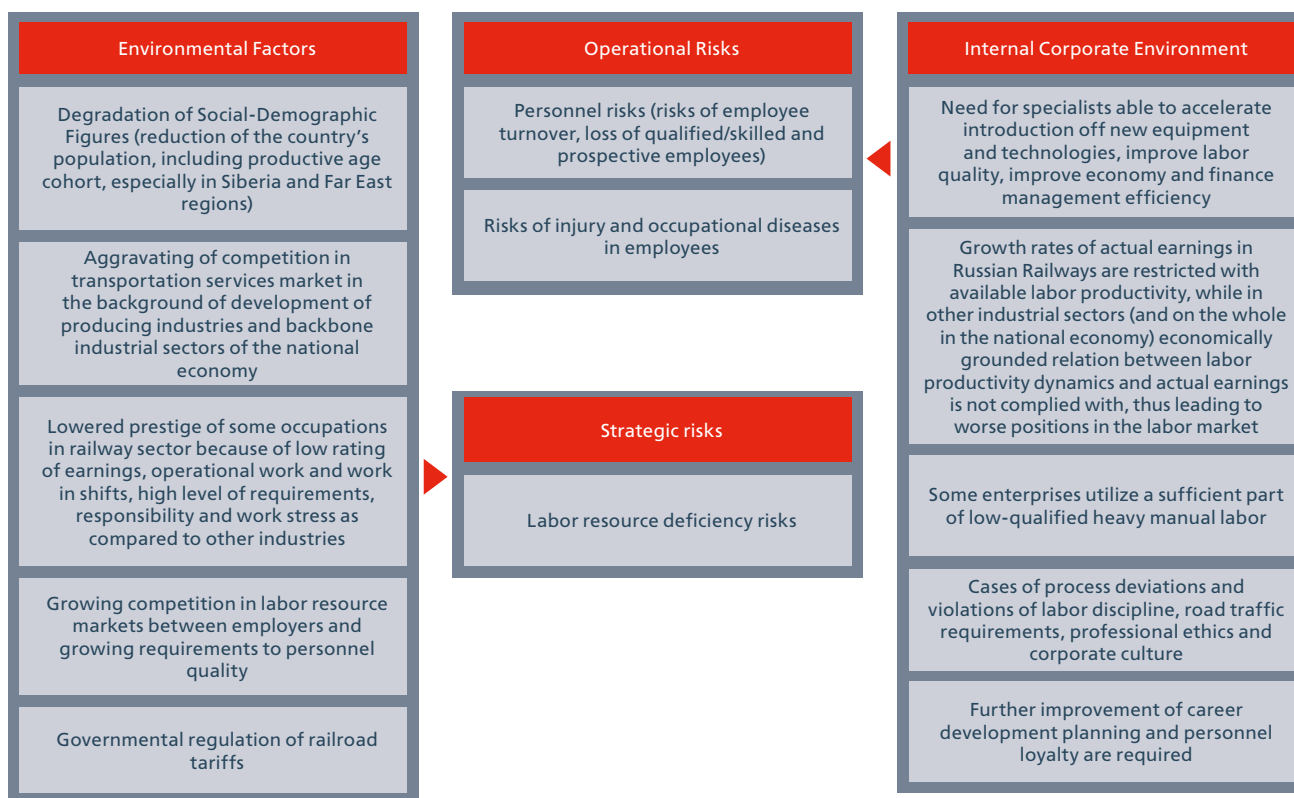 Environmental Factors
Degradation of Social-Demographic
Figures (reduction of the country's
population, including productive age
cohort, especially in Siberia and Far East
regions)
Aggravating of competition in
transportation services market in
the background of development of
producing industries and backbone
industrial sectors of the national
economy
Lowered prestige of some occupations
in railway sector because of low rating
of earnings, operational work and work
in shifts, high level of requirements,
responsibility and work stress as
compared to other industries
Growing competition in labor resource
markets between employers and
growing requirements to personnel
quality
Governmental regulation of railroad
tariffs
Operational Risks
Personnel risks (risks of employee
turnover, loss of qualified/skilled and
prospective employees)
Risks of injury and occupational diseases
in employees
Strategic risks
Labor resource deficiency risks
Internal Corporate Environment
Need for specialists able to accelerate
introduction off new equipment
and technologies, improve labor
quality, improve economy and finance
management efficiency
Growth rates of actual earnings in
Russian Railways are restricted with
available labor productivity, while in
other industrial sectors (and on the whole
in the national economy) economically
grounded relation between labor
productivity dynamics and actual earnings
is not complied with, thus leading to
worse positions in the labor market
Some enterprises utilize a sufficient part
of low-qualified heavy manual labor
Cases of process deviations and
violations of labor discipline, road traffic
requirements, professional ethics and
corporate culture
Further improvement of career
development planning and personnel
loyalty are required